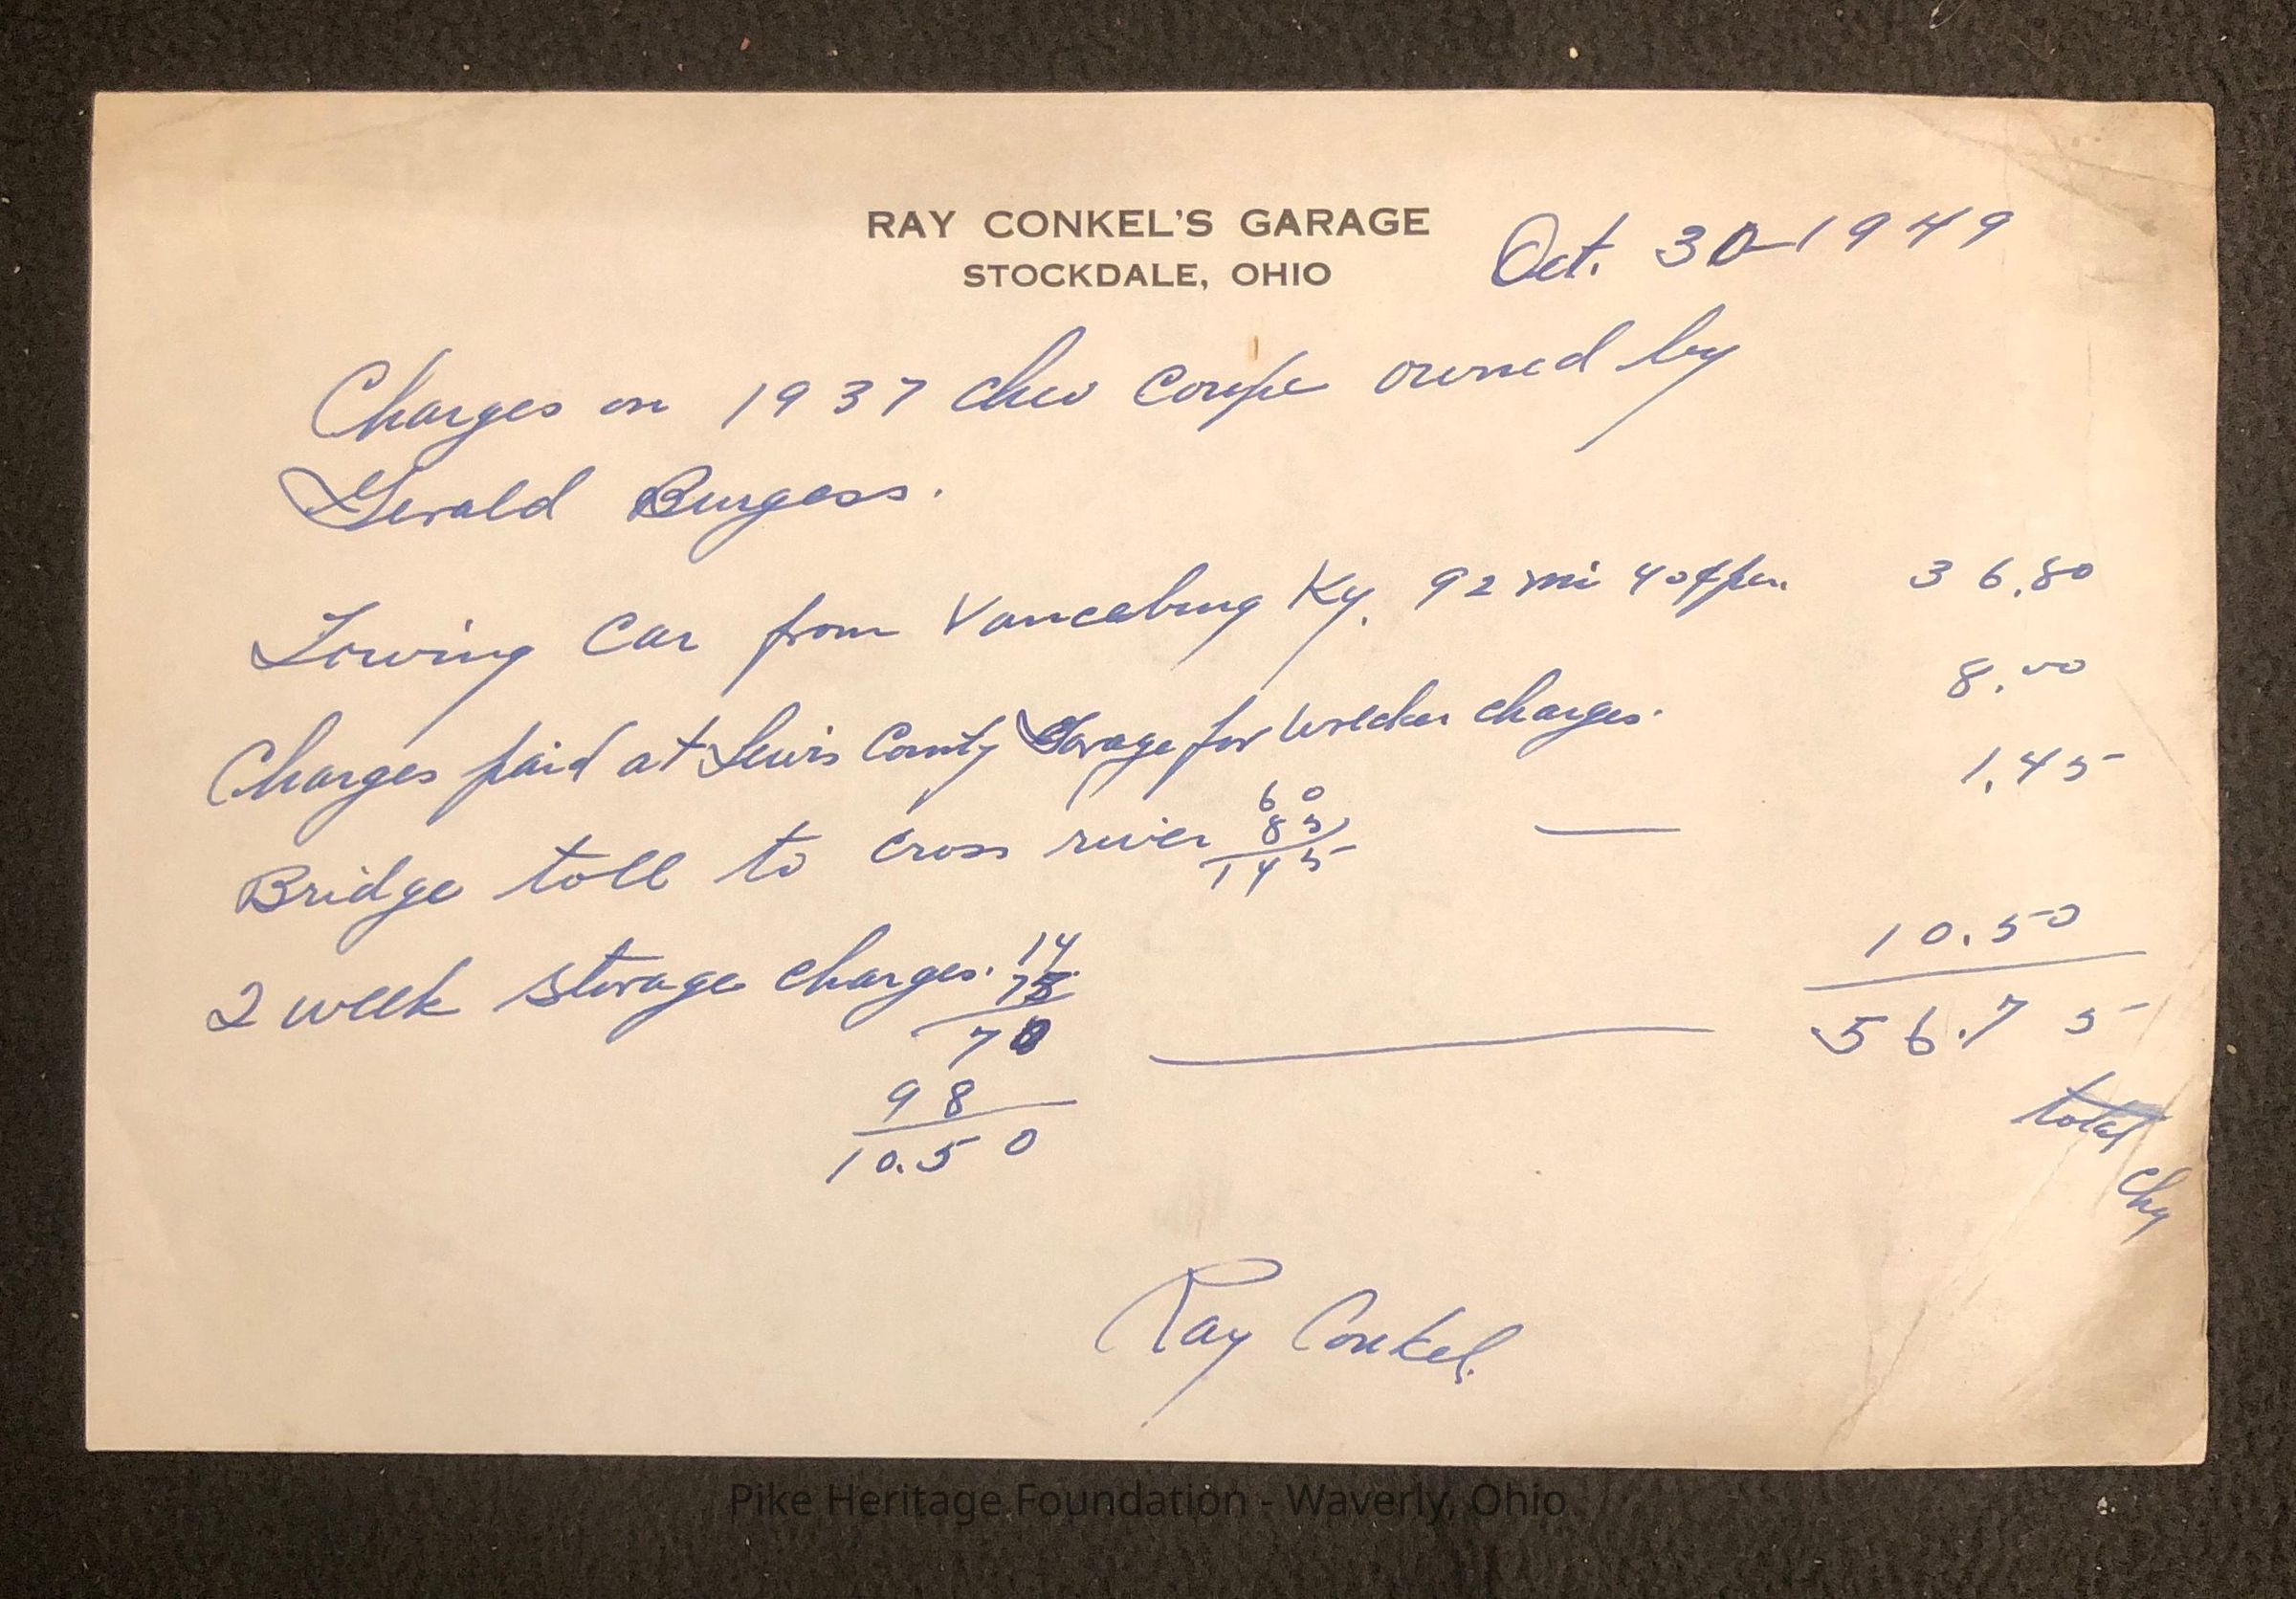 RAY CONKEL'S GARAGE
STOCKDALE, OHIO
Oct. 30-1949
Charges on 1937 Chev Coupe owned by
Gerald Burgess.
Towing Car from Vanceburg Ky. 92 mi 40¢ per. 36.80
Charges paid at Lewis County Garage for Wrecker charges. 8.00
Bridge toll to cross river — 1.45
60
85
145
2 week storage charges. 10.50
14
75
70
98
10.50
56.75
total
chg
Ray Conkel.
Pike Heritage Foundation - Waverly, Ohio